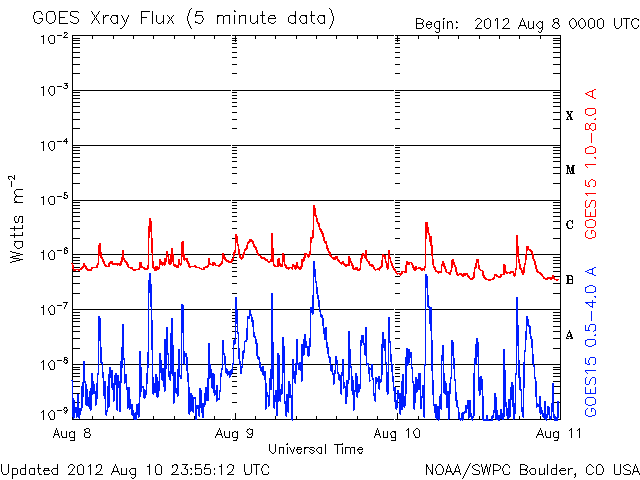 GOES Xray Flux (5 minute data)
Begin: 2012 Aug 8 0000 UTC
10-2
10-3
10-4
10-5
10-6
10-7
10-8
10-9
Watts m-2
X
M
C
B
A
GOES15 1.0-8.0 A
GOES15 0.5-4.0 A
Aug 8
Aug 9
Aug 10
Aug 11
Universal Time
Updated 2012 Aug 10 23:55:12 UTC
NOAA/SWPC Boulder, CO USA